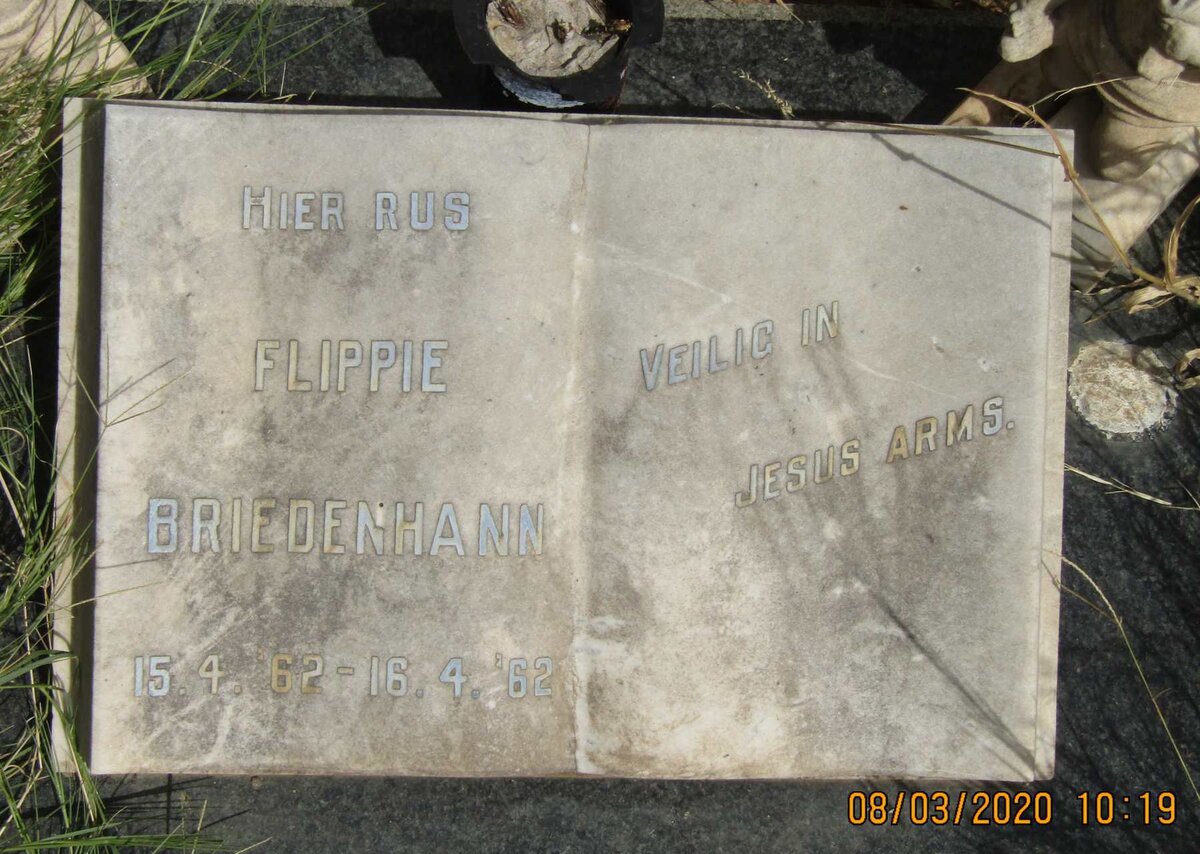 HIER RUS
FLIPPIE
BRIEDENHANN
15.4.'62-16.4.'62
VEILIG IN
JESUS ARMS.
08/03/2020 10:19